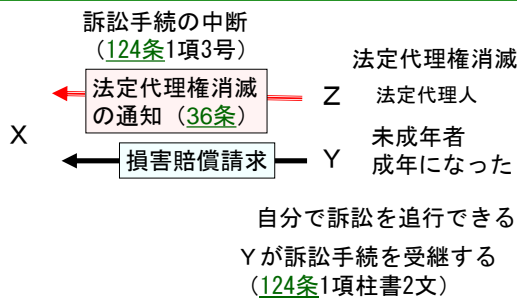 訴訟手続の中断
（124条1項3号）
法定代理権消滅
法定代理権消滅
の通知（36条）
Z 法定代理人
X
未成年者
Y 成年になった
損害賠償請求
自分で訴訟を追行できる
Yが訴訟手続を受継する
（124条1項柱書2文）